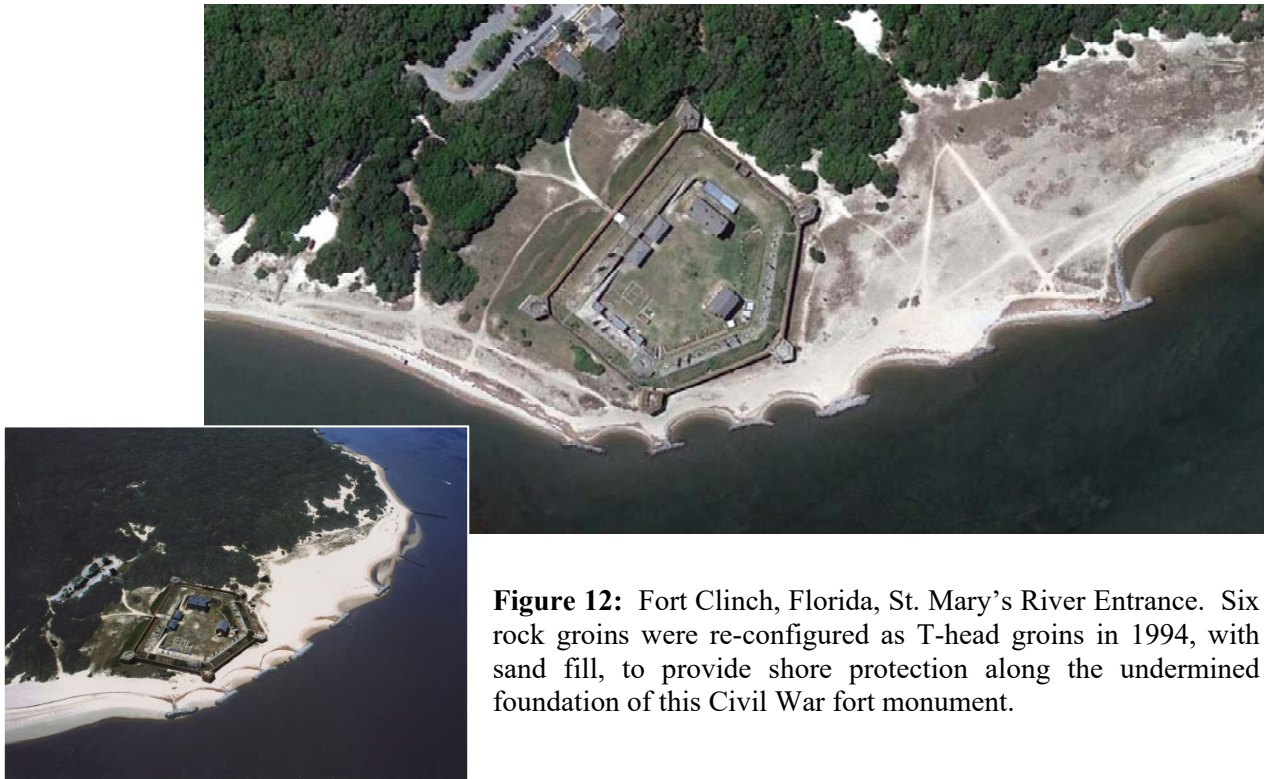 Figure 12: Fort Clinch, Florida, St. Mary’s River Entrance. Six
rock groins were re-configured as T-head groins in 1994, with
sand fill, to provide shore protection along the undermined
foundation of this Civil War fort monument.